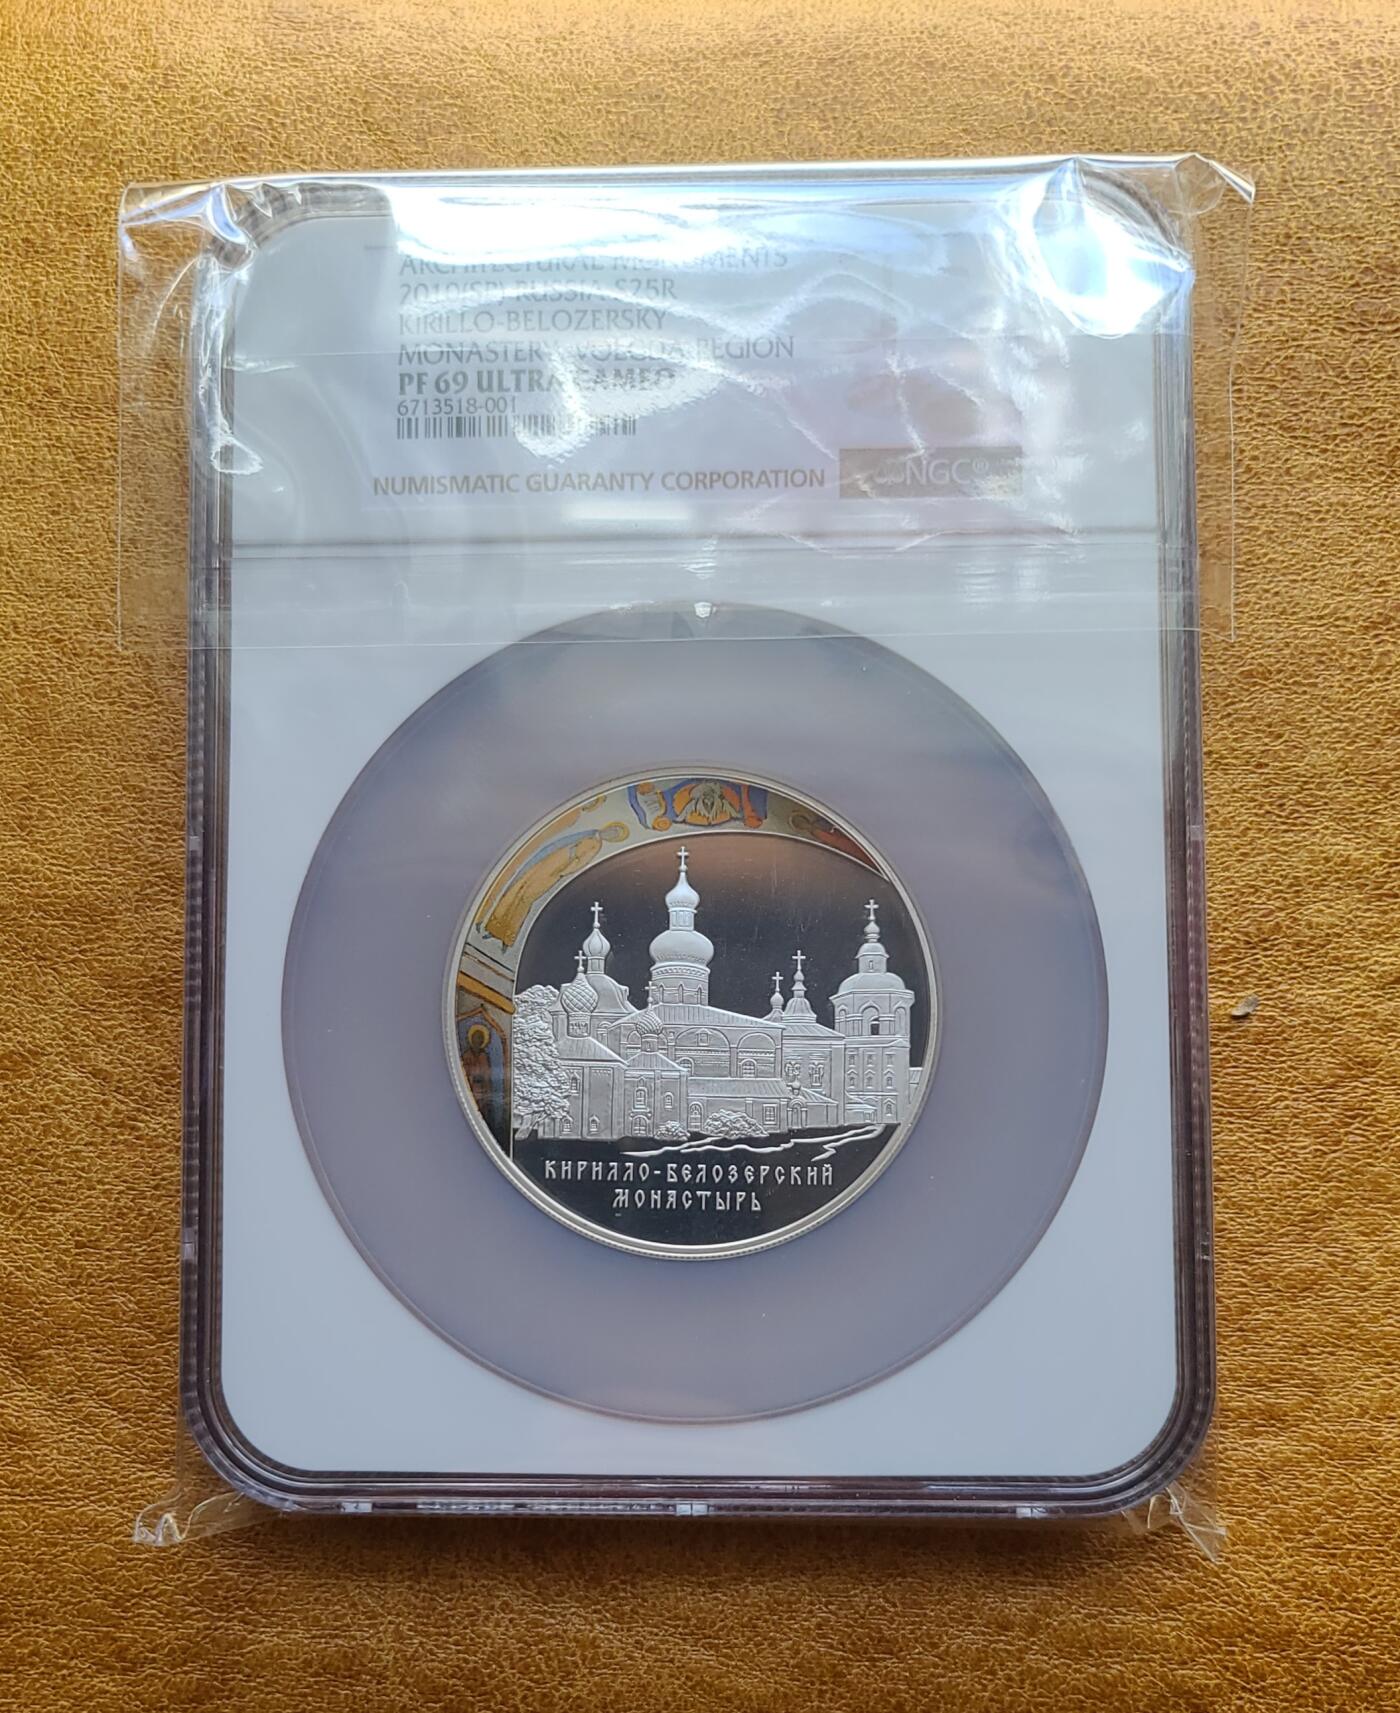 ARCHITECTURAL MONUMENTS
2010(SP) RUSSIA S25R
KIRILLO-BELOZERSKY
MONASTERY, VOLOGDA REGION
PF 69 ULTRA CAMEO
6713518-001
NUMISMATIC GUARANTY CORPORATION
NGC®
КИРИЛЛО-БЕЛОЗЕРСКИЙ
МОНАСТЫРЬ